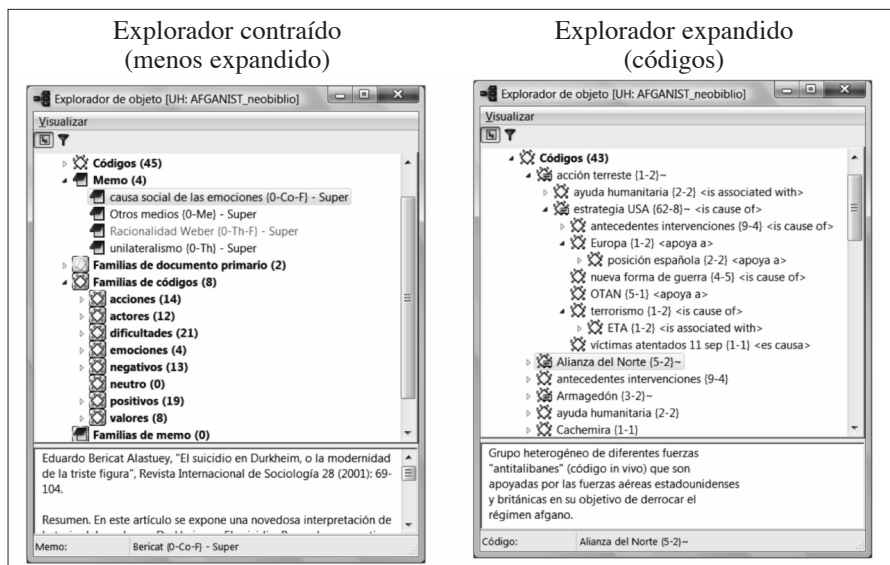 Explorador contraído
(menos expandido)
Explorador de objeto [UH: AFGANIST_neobiblio]
Visualizar
Códigos (45)
Memo (4)
causa social de las emociones {0-Co-F} - Super
Otros medios {0-Me} - Super
Racionalidad Weber {0-Th-F} - Super
unilateralismo {0-Th} - Super
Familias de documento primario (2)
Familias de códigos (8)
acciones (14)
actores (12)
dificultades (21)
emociones (4)
negativos (13)
neutro (0)
positivos (19)
valores (8)
Familias de memo (0)
Eduardo Bericat Alastuey, "El suicidio en Durkheim, o la modernidad
de la triste figura", Revista Internacional de Sociología 28 (2001): 69-
104.
Resumen. En este artículo se expone una novedosa interpretación de
Memo:
Bericat {0-Co-F} - Super
Explorador expandido
(códigos)
Explorador de objeto [UH: AFGANIST_neobiblio]
Visualizar
Códigos (43)
acción terreste {1-2}~
ayuda humanitaria {2-2} <is associated with>
estrategia USA {62-8}~ <is cause of>
antecedentes intervenciones {9-4} <is cause of>
Europa {1-2} <apoya a>
posición española {2-2} <apoya a>
nueva forma de guerra {4-5} <is cause of>
OTAN {5-1} <apoya a>
terrorismo {1-2} <is cause of>
ETA {1-2} <is associated with>
víctimas atentados 11 sep {1-1} <es causa>
Alianza del Norte {5-2}~
antecedentes intervenciones {9-4}
Armagedón {3-2}~
ayuda humanitaria {2-2}
Cachemira {1-1}
Grupo heterogéneo de diferentes fuerzas
"antitalibanes" (código in vivo) que son
apoyadas por las fuerzas aéreas estadounidenses
y británicas en su objetivo de derrocar el
régimen afgano.
Código:
Alianza del Norte {5-2}~